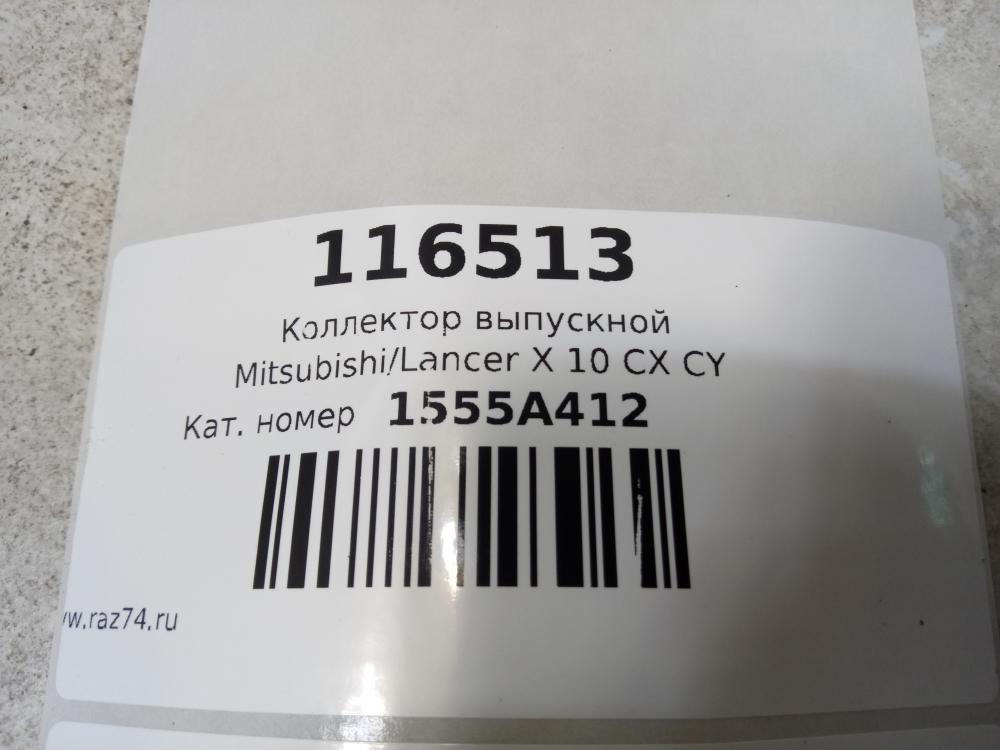 116513
Коллектор выпускной
Mitsubishi/Lancer X 10 CX CY
Кат. номер 1555A412
w.raz74.ru